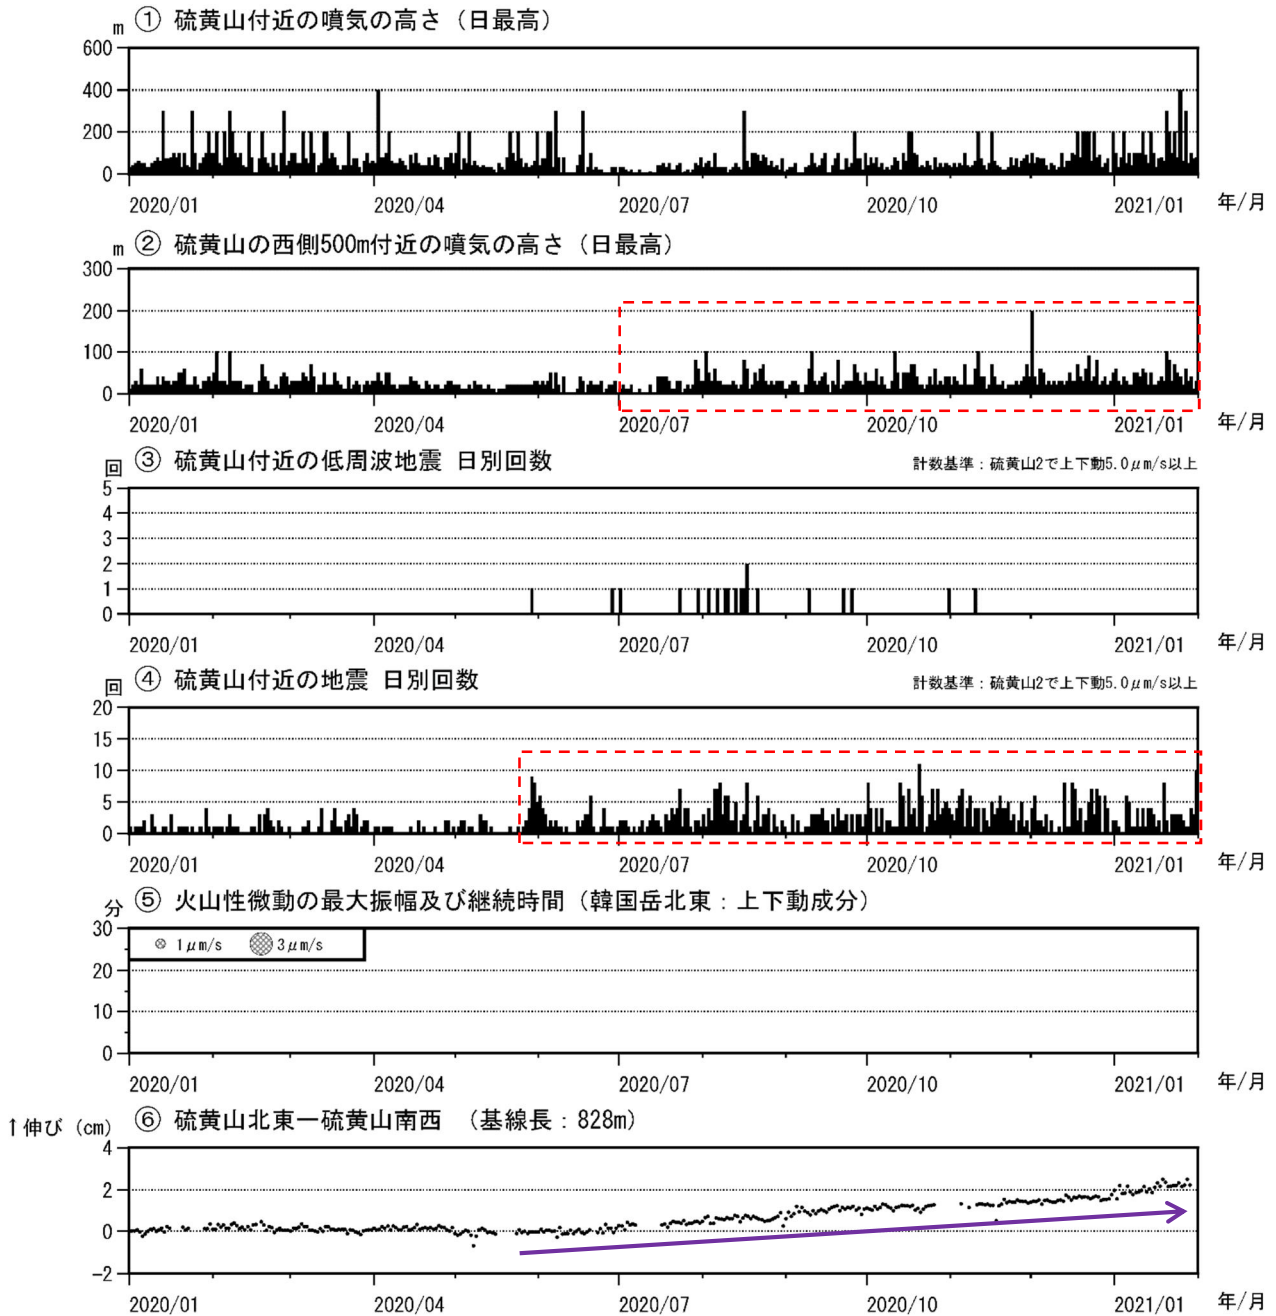 m ① 硫黄山付近の噴気の高さ（日最高）
600
400
200
0
2020/01 2020/04 2020/07 2020/10 2021/01 年/月
m ② 硫黄山の西側500m付近の噴気の高さ（日最高）
300
200
100
0
2020/01 2020/04 2020/07 2020/10 2021/01 年/月
回 ③ 硫黄山付近の低周波地震 日別回数 計数基準：硫黄山2で上下動5.0μm/s以上
5
4
3
2
1
0
2020/01 2020/04 2020/07 2020/10 2021/01 年/月
回 ④ 硫黄山付近の地震 日別回数 計数基準：硫黄山2で上下動5.0μm/s以上
20
15
10
5
0
2020/01 2020/04 2020/07 2020/10 2021/01 年/月
分 ⑤ 火山性微動の最大振幅及び継続時間（韓国岳北東：上下動成分）
30
1μm/s 3μm/s
20
10
0
2020/01 2020/04 2020/07 2020/10 2021/01 年/月
↑伸び（cm） ⑥ 硫黄山北東－硫黄山南西 （基線長：828m）
4
2
0
-2
2020/01 2020/04 2020/07 2020/10 2021/01 年/月